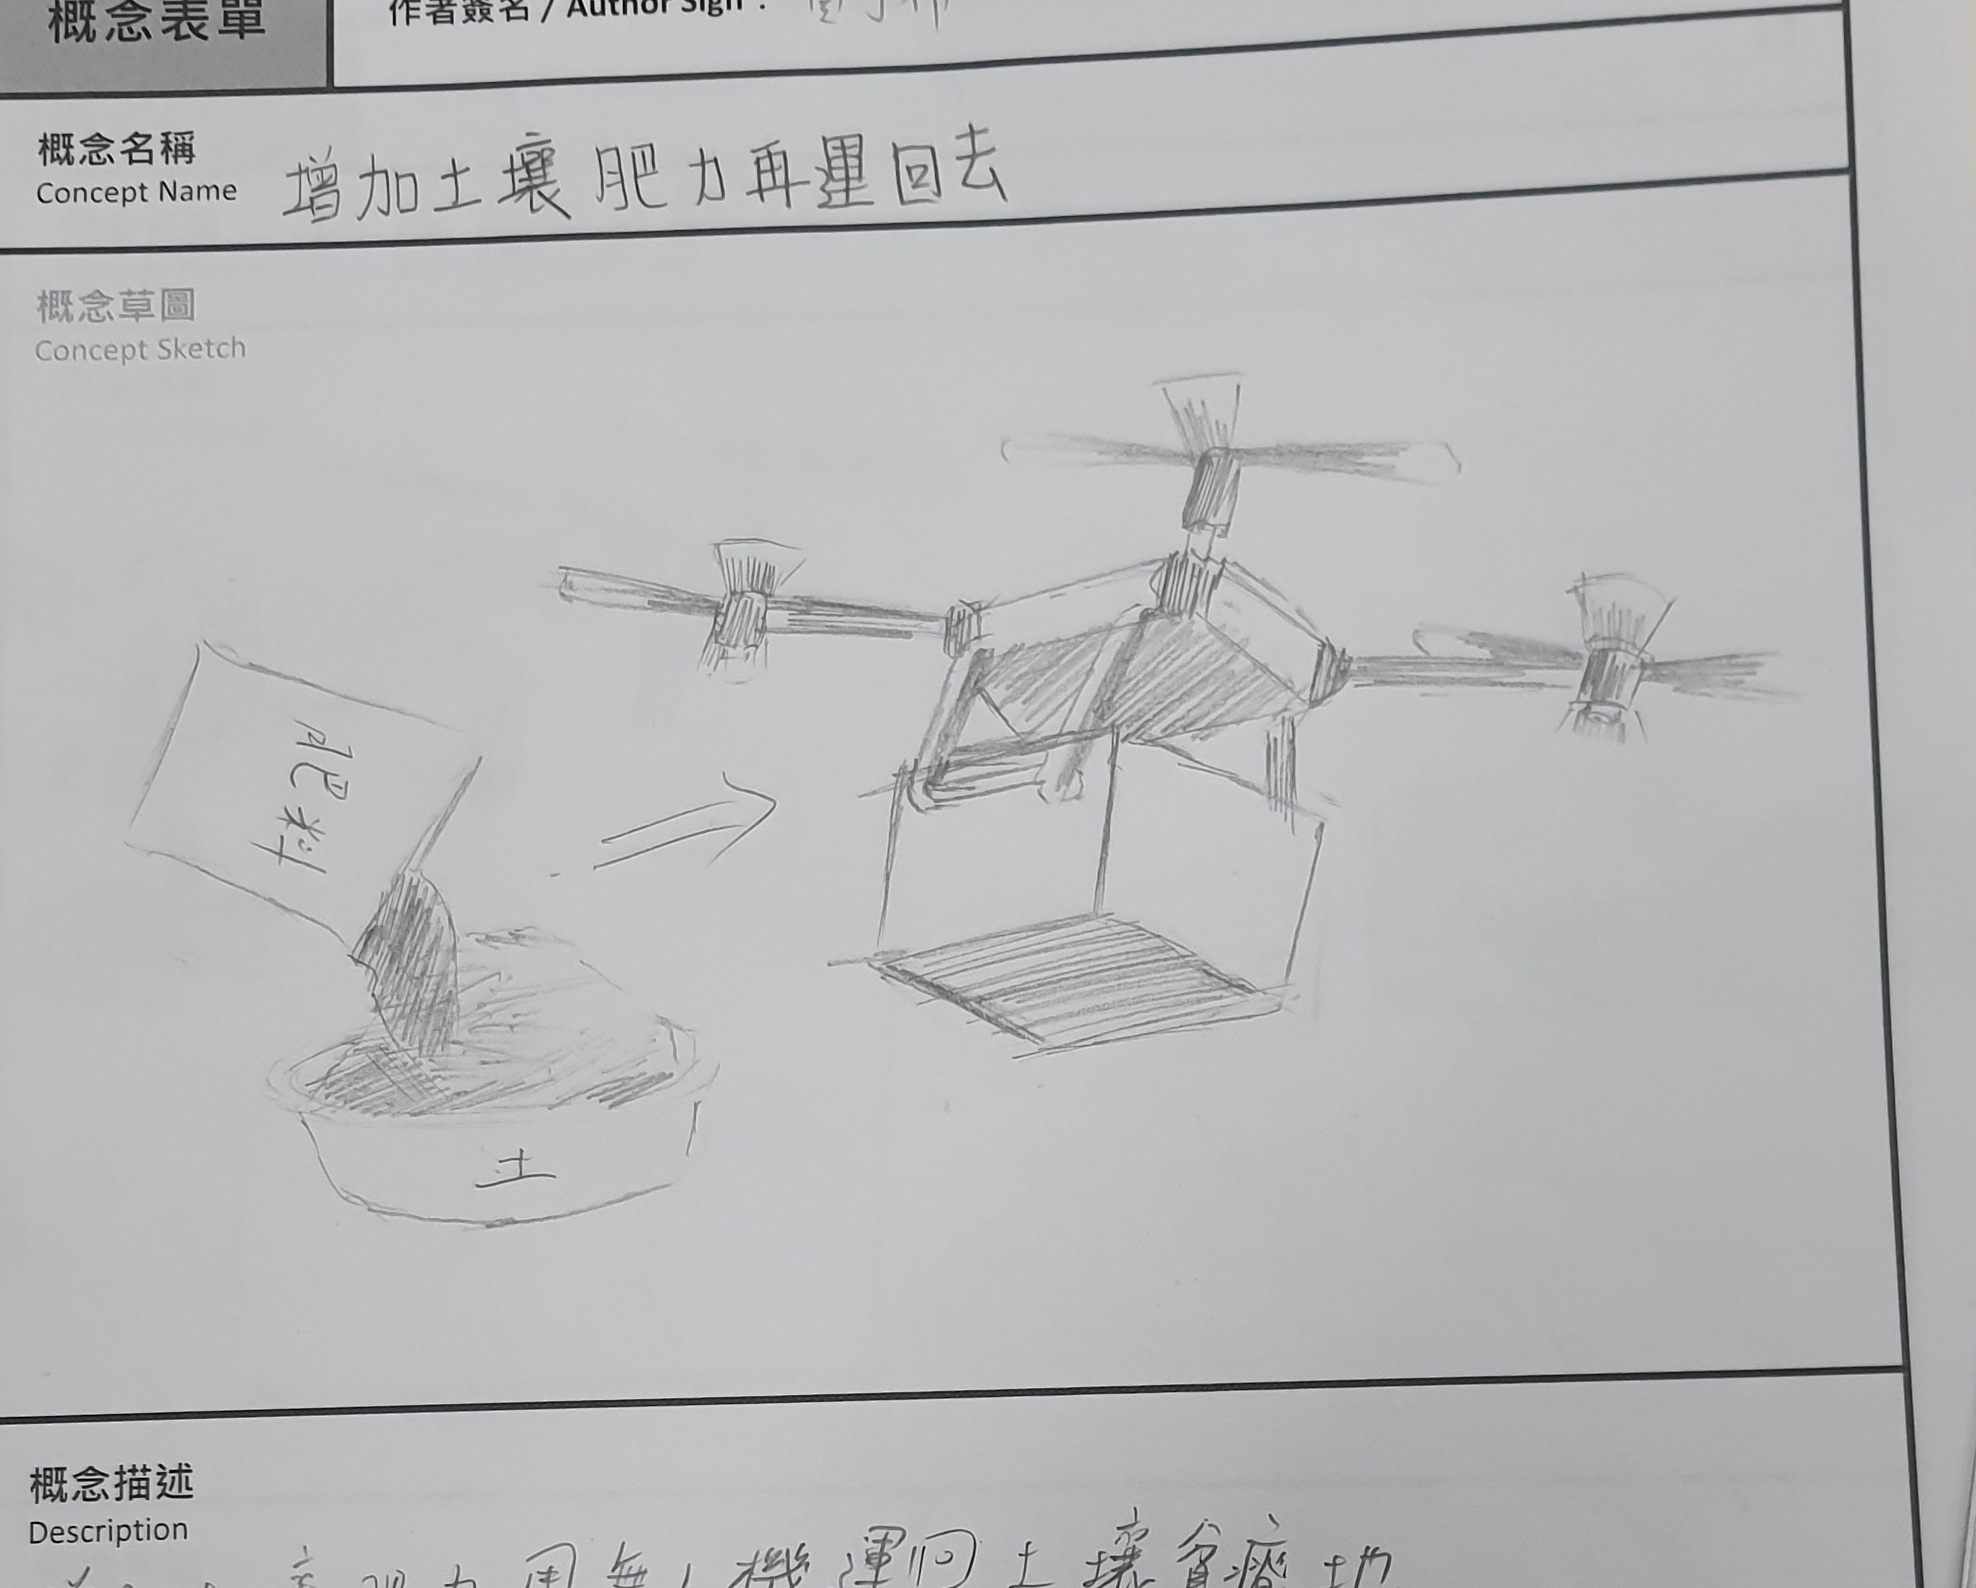 概念表單
作者簽名 / Author Sign :
概念名稱
Concept Name
增加土壤肥力再運回去
概念草圖
Concept Sketch
肥料
土
概念描述
Description
力用無人機運回土壤貧瘠地